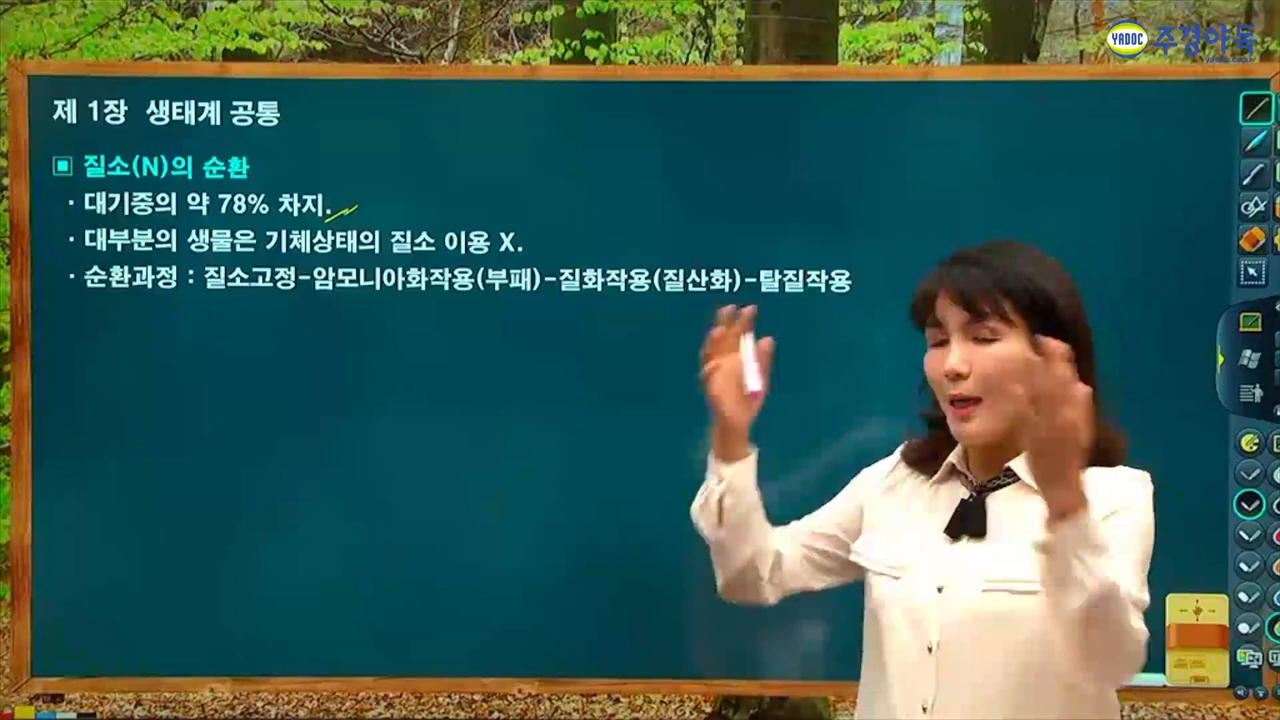 YADOC 주경야독
제 1장 생태계 공통
▣ 질소(N)의 순환
· 대기중의 약 78% 차지.
· 대부분의 생물은 기체상태의 질소 이용 X.
· 순환과정 : 질소고정-암모니아화작용(부패)-질화작용(질산화)-탈질작용